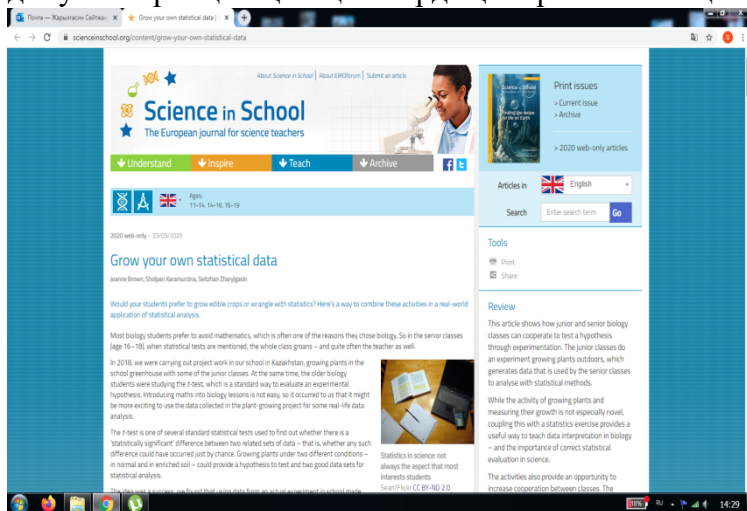 Почта — Жарылгасин Сейтжан
Grow your own statistical data |
scienceinschool.org/content/grow-your-own-statistical-data
About Science in School | About EIROforum | Submit an article
Science in School
The European journal for science teachers
Understand
Inspire
Teach
Archive
Ages:
11-14, 14-16, 16-19
2020 web-only - 23/03/2020
Grow your own statistical data
Joanne Brown, Sholpan Karamurzina, Seitzhan Zharylgasin
Would your students prefer to grow edible crops or wrangle with statistics? Here's a way to combine these activities in a real-world
application of statistical analysis.
Most biology students prefer to avoid mathematics, which is often one of the reasons they chose biology. So in the senior classes
(age 16–18), when statistical tests are mentioned, the whole class groans – and quite often the teacher as well.
In 2018, we were carrying out project work in our school in Kazakhstan, growing plants in the
school greenhouse with some of the junior classes. At the same time, the older biology
students were studying the t-test, which is a standard way to evaluate an experimental
hypothesis. Introducing maths into biology lessons is not easy, so it occurred to us that it might
be more exciting to use the data collected in the plant-growing project for some real-life data
analysis.
The t-test is one of several standard statistical tests used to find out whether there is a
'statistically significant' difference between two related sets of data – that is, whether any such
difference could have occurred just by chance. Growing plants under two different conditions –
in normal and in enriched soil – could provide a hypothesis to test and two good data sets for
statistical analysis.
The idea was a success: we found that using data from an actual experiment in school made
Statistics in science not
always the aspect that most
interests students
Sean/Flickr CC BY-ND 2.0
Print issues
> Current issue
> Archive
> 2020 web-only articles
Articles in
English
Search
Enter search term
Go
Tools
Print
Share
Review
This article shows how junior and senior biology
classes can cooperate to test a hypothesis
through experimentation. The junior classes do
an experiment growing plants outdoors, which
generates data that is used by the senior classes
to analyse with statistical methods.
While the activity of growing plants and
measuring their growth is not especially novel,
coupling this with a statistics exercise provides a
useful way to teach data interpretation in biology
– and the importance of correct statistical
evaluation in science.
The activities also provide an opportunity to
increase cooperation between classes. The
18%
RU
14:29